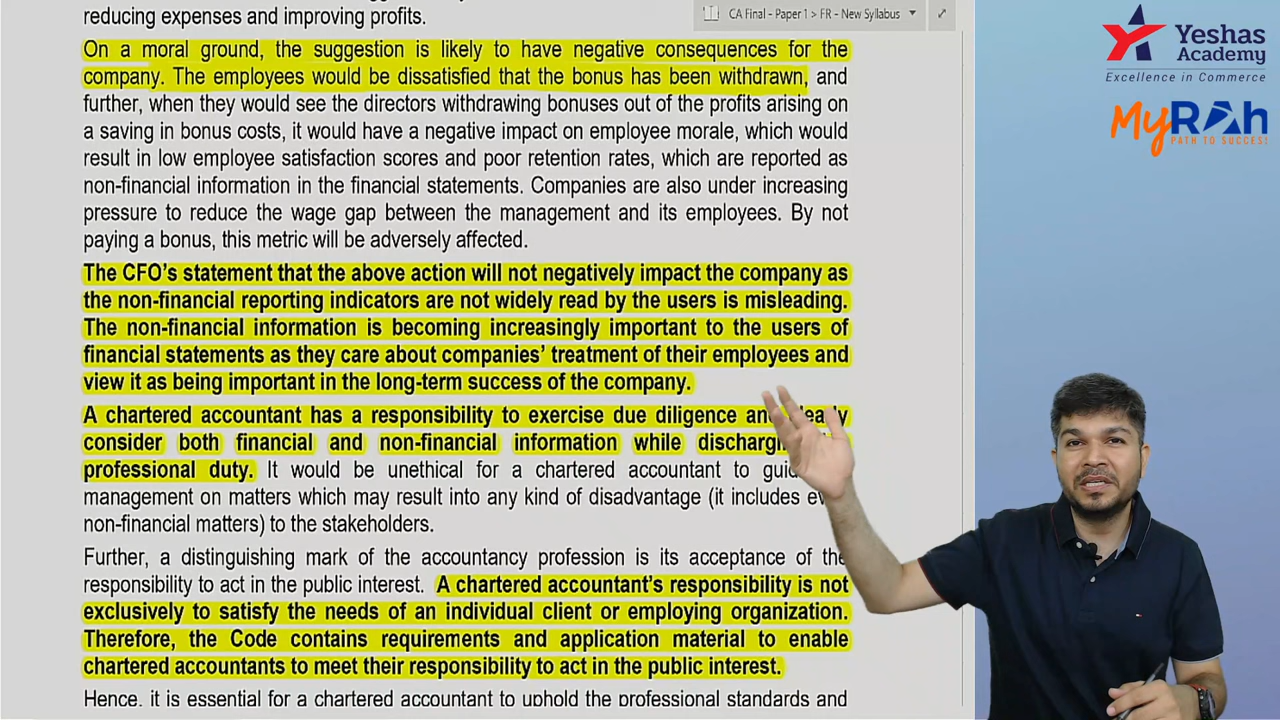 reducing expenses and improving profits.
CA Final - Paper 1 > FR - New Syllabus
On a moral ground, the suggestion is likely to have negative consequences for the
company. The employees would be dissatisfied that the bonus has been withdrawn, and
further, when they would see the directors withdrawing bonuses out of the profits arising on
a saving in bonus costs, it would have a negative impact on employee morale, which would
result in low employee satisfaction scores and poor retention rates, which are reported as
non-financial information in the financial statements. Companies are also under increasing
pressure to reduce the wage gap between the management and its employees. By not
paying a bonus, this metric will be adversely affected.
The CFO's statement that the above action will not negatively impact the company as
the non-financial reporting indicators are not widely read by the users is misleading.
The non-financial information is becoming increasingly important to the users of
financial statements as they care about companies' treatment of their employees and
view it as being important in the long-term success of the company.
A chartered accountant has a responsibility to exercise due diligence
consider both financial and non-financial information while
professional duty. It would be unethical for a chartered accountant to
management on matters which may result into any kind of disadvantage (it includes
non-financial matters) to the stakeholders.
Further, a distinguishing mark of the accountancy profession is its acceptance of the
responsibility to act in the public interest. A chartered accountant's responsibility is not
exclusively to satisfy the needs of an individual client or employing organization.
Therefore, the Code contains requirements and application material to enable
chartered accountants to meet their responsibility to act in the public interest.
Hence, it is essential for a chartered accountant to uphold the professional standards and
Yeshas
Academy
Excellence in Commerce
MyRAh
PATH TO SUCCESS